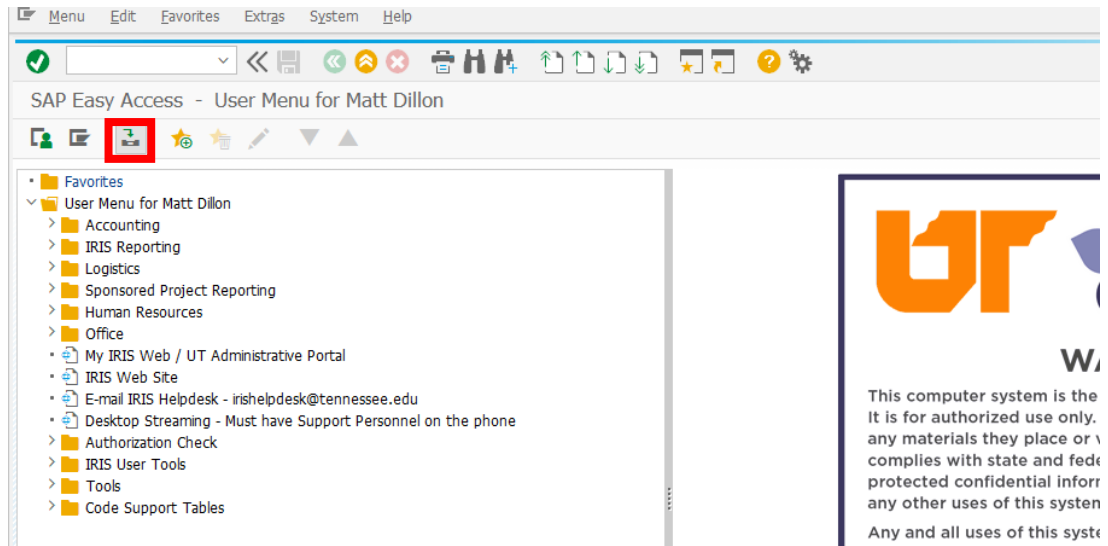 Menu Edit Favorites Extras System Help
SAP Easy Access - User Menu for Matt Dillon
Favorites
User Menu for Matt Dillon
Accounting
IRIS Reporting
Logistics
Sponsored Project Reporting
Human Resources
Office
My IRIS Web / UT Administrative Portal
IRIS Web Site
E-mail IRIS Helpdesk - irishelpdesk@tennessee.edu
Desktop Streaming - Must have Support Personnel on the phone
Authorization Check
IRIS User Tools
Tools
Code Support Tables
UT
This computer system is the
It is for authorized use only.
any materials they place or
complies with state and
protected confidential
any other uses of this
Any and all uses of this